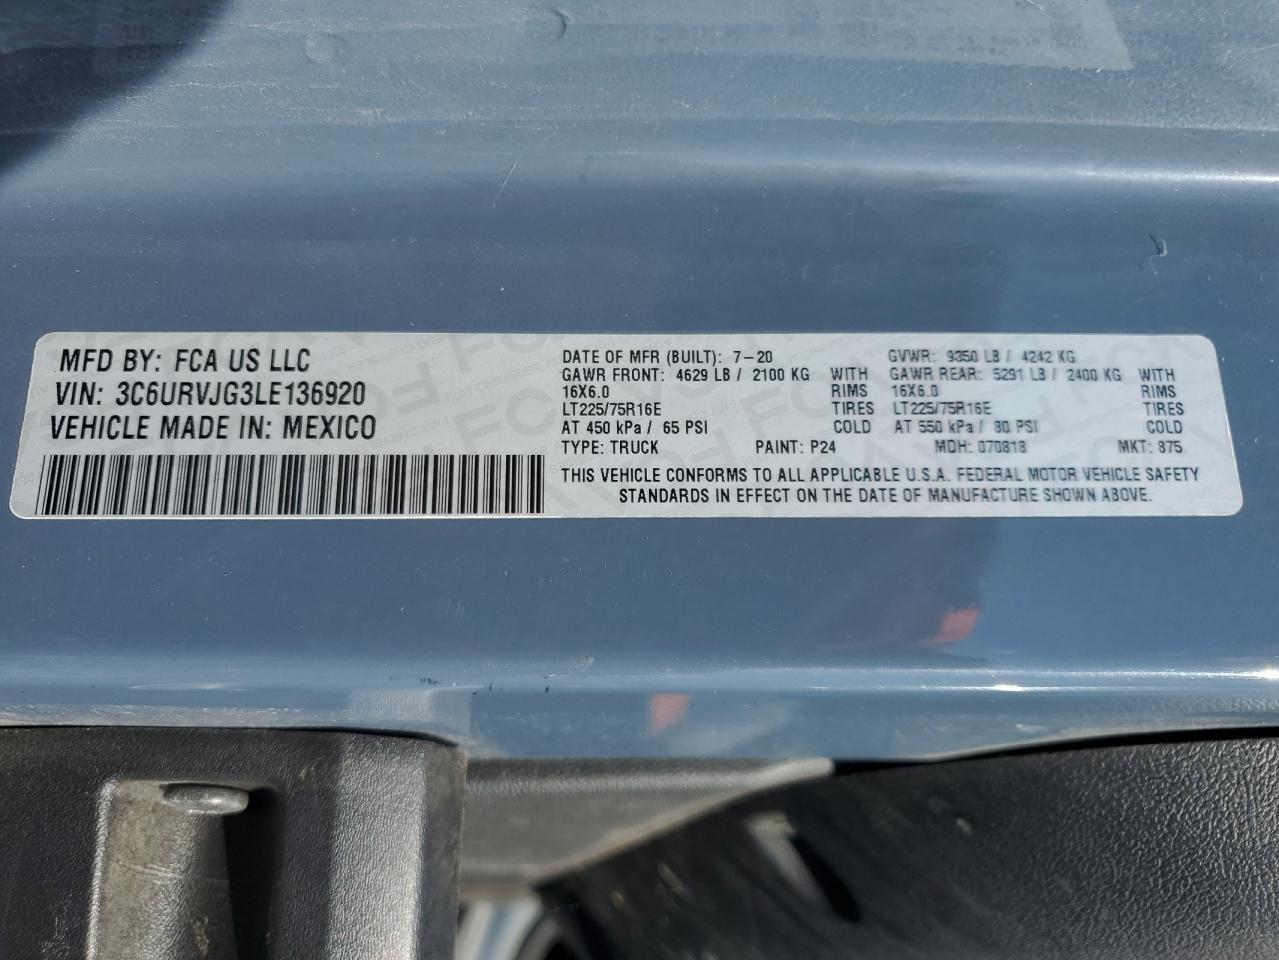 MFD BY: FCA US LLC
VIN: 3C6URVJG3LE136920
VEHICLE MADE IN: MEXICO
DATE OF MFR (BUILT): 7-20 GVWR: 9350 LB / 4242 KG
GAWR FRONT: 4629 LB / 2100 KG WITH GAWR REAR: 5291 LB / 2400 KG WITH
16X6.0 RIMS 16X6.0 RIMS
LT225/75R16E TIRES LT225/75R16E TIRES
AT 450 kPa / 65 PSI COLD AT 550 kPa / 80 PSI COLD
TYPE: TRUCK PAINT: P24 MDH: 070818 MKT: 875
THIS VEHICLE CONFORMS TO ALL APPLICABLE U.S.A. FEDERAL MOTOR VEHICLE SAFETY
STANDARDS IN EFFECT ON THE DATE OF MANUFACTURE SHOWN ABOVE.